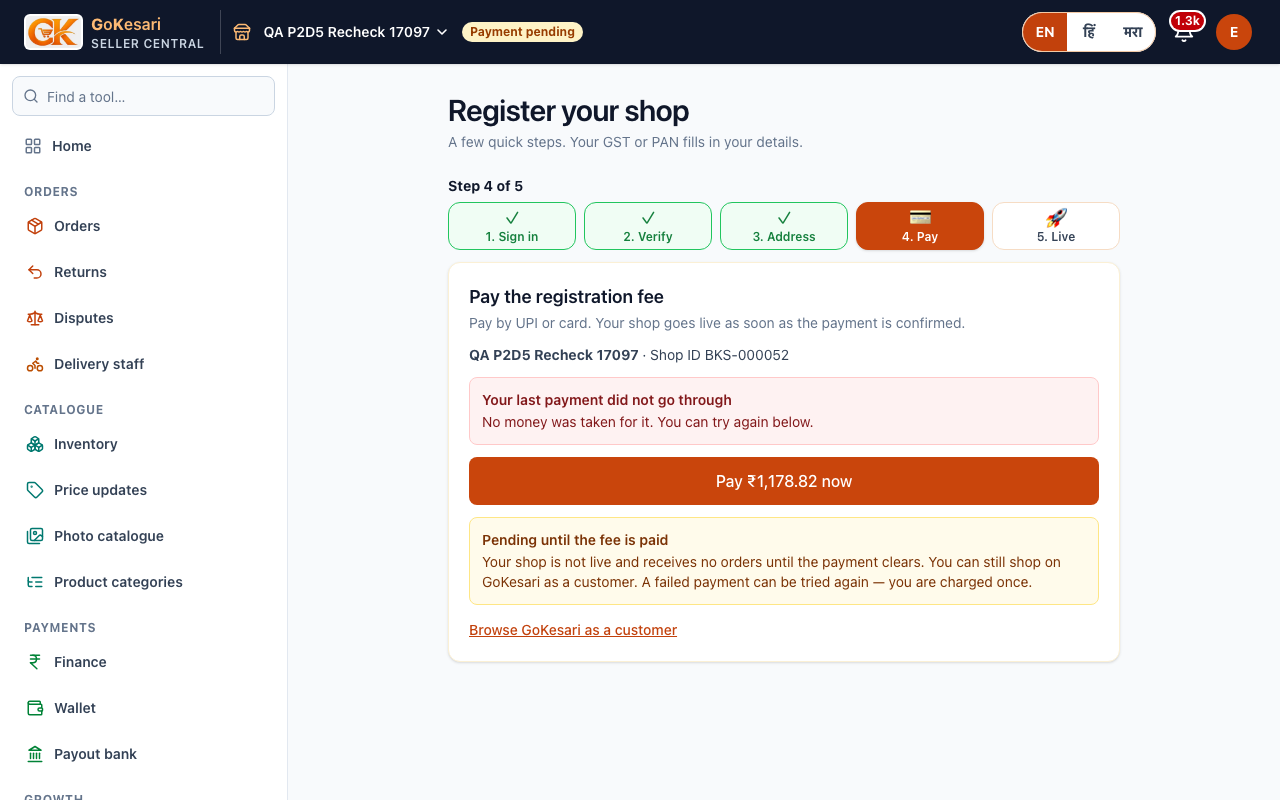 GK
GoKesari
SELLER CENTRAL
QA P2D5 Recheck 17097
Payment pending
EN
हिं
मरा
1.3k
E
Find a tool...
Home
ORDERS
Orders
Returns
Disputes
Delivery staff
CATALOGUE
Inventory
Price updates
Photo catalogue
Product categories
PAYMENTS
Finance
Wallet
Payout bank
GROWTH
Register your shop
A few quick steps. Your GST or PAN fills in your details.
Step 4 of 5
1. Sign in
2. Verify
3. Address
4. Pay
5. Live
Pay the registration fee
Pay by UPI or card. Your shop goes live as soon as the payment is confirmed.
QA P2D5 Recheck 17097 · Shop ID BKS-000052
Your last payment did not go through
No money was taken for it. You can try again below.
Pay ₹1,178.82 now
Pending until the fee is paid
Your shop is not live and receives no orders until the payment clears. You can still shop on
GoKesari as a customer. A failed payment can be tried again — you are charged once.
Browse GoKesari as a customer